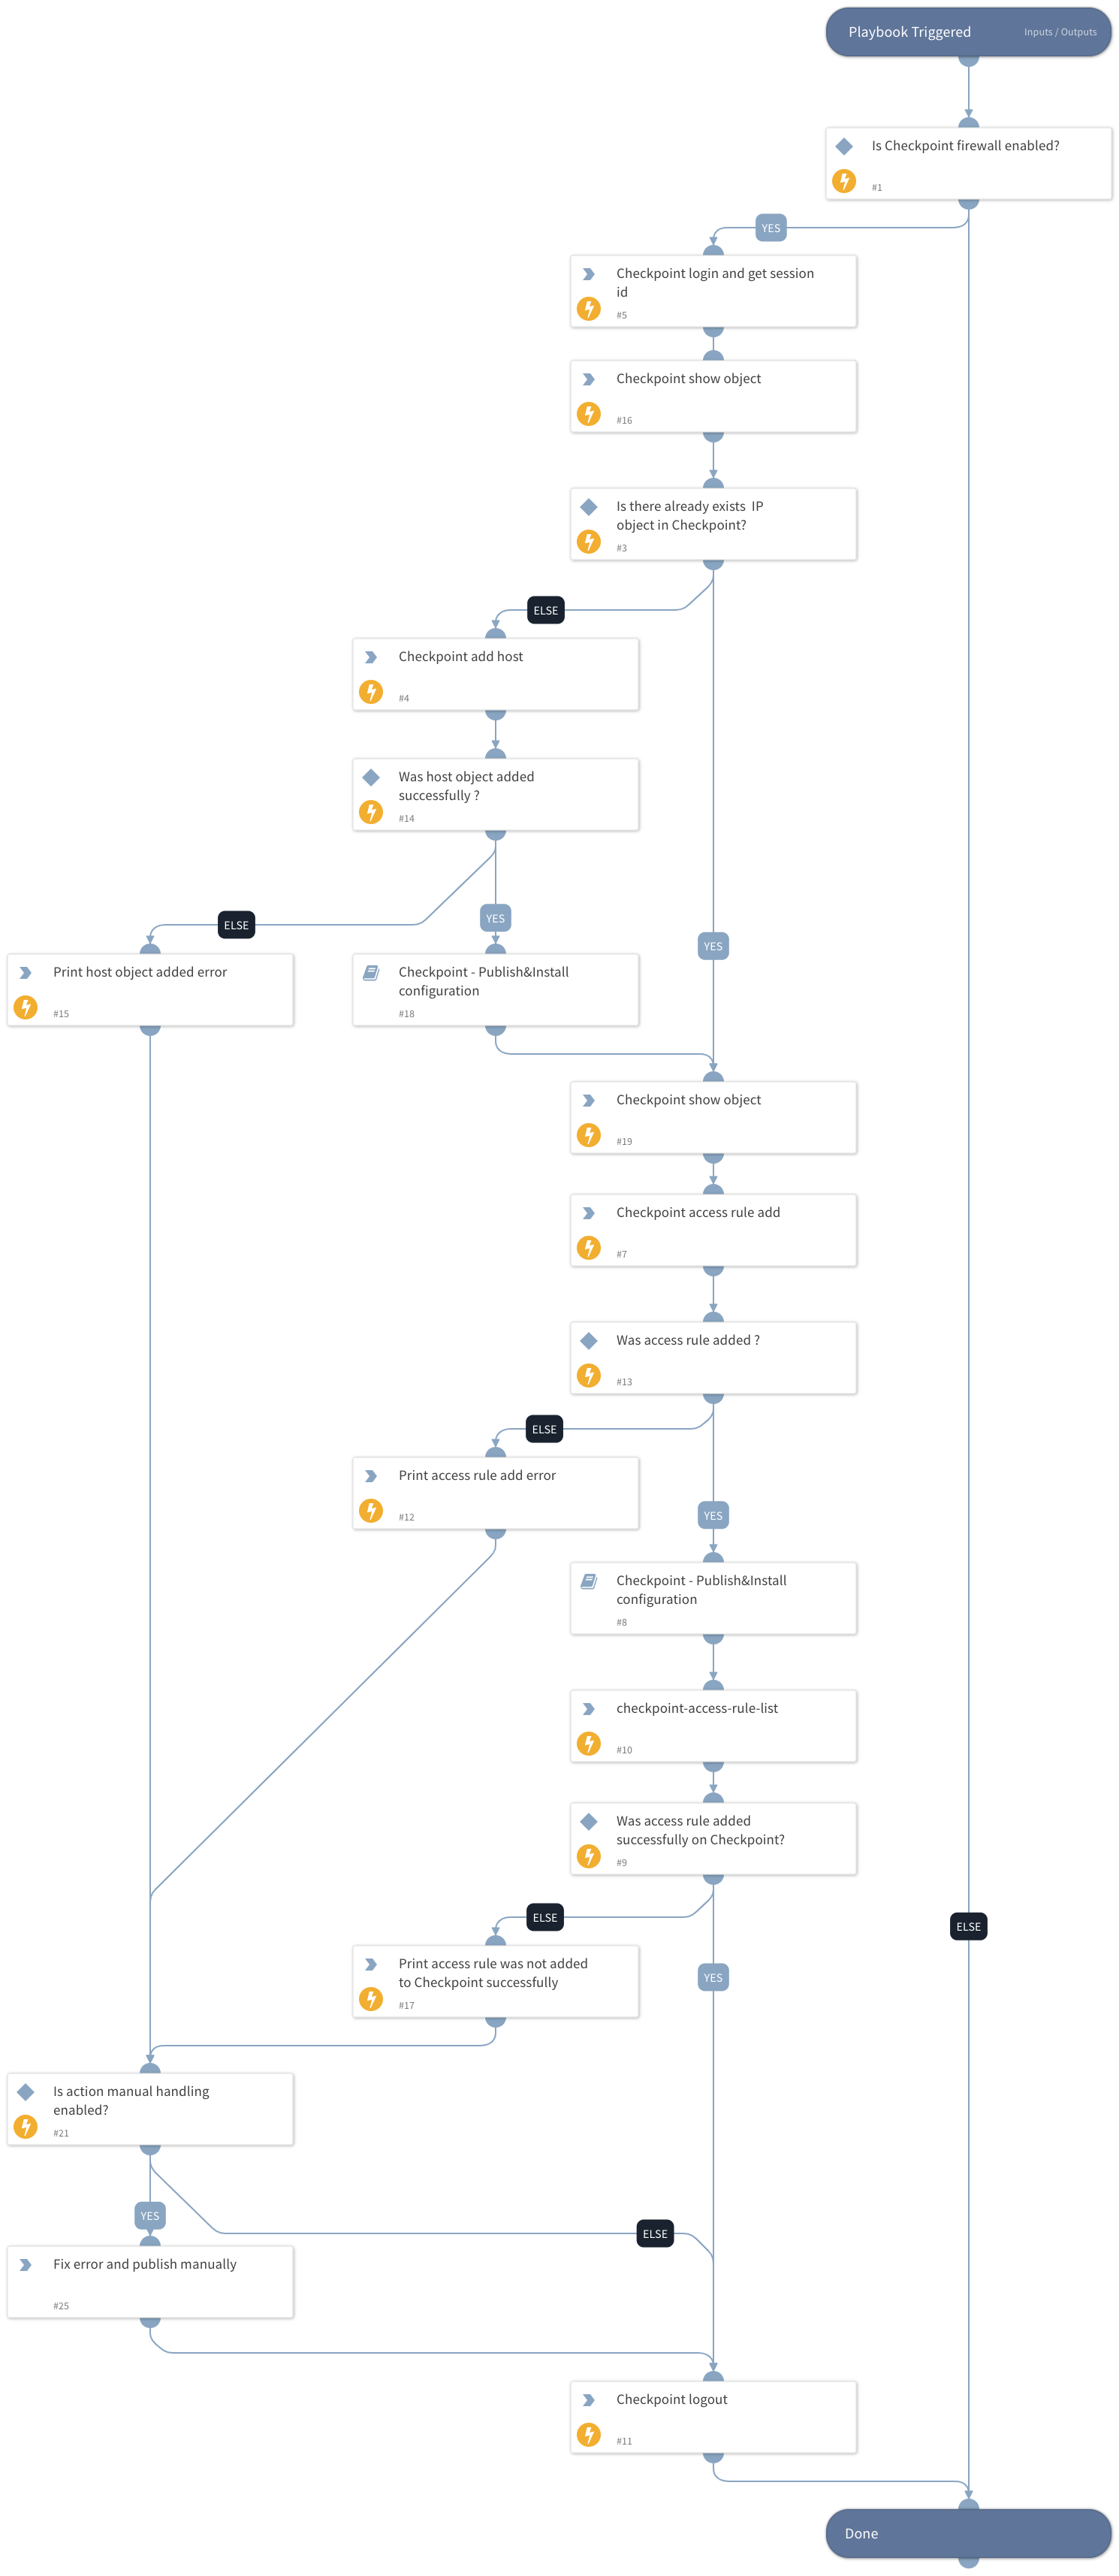 Playbook Triggered
Inputs / Outputs
Is Checkpoint firewall enabled?
#1
YES
Checkpoint login and get session
id
#5
Checkpoint show object
#16
Is there already exists IP
object in Checkpoint?
#3
ELSE
Checkpoint add host
#4
Was host object added
successfully ?
#14
ELSE
YES
YES
Print host object added error
#15
Checkpoint - Publish&Install
configuration
#18
Checkpoint show object
#19
Checkpoint access rule add
#7
Was access rule added ?
#13
ELSE
Print access rule add error
#12
YES
Checkpoint - Publish&Install
configuration
#8
checkpoint-access-rule-list
#10
Was access rule added
successfully on Checkpoint?
#9
ELSE
ELSE
Print access rule was not added
to Checkpoint successfully
#17
YES
Is action manual handling
enabled?
#21
YES
ELSE
Fix error and publish manually
#25
Checkpoint logout
#11
Done